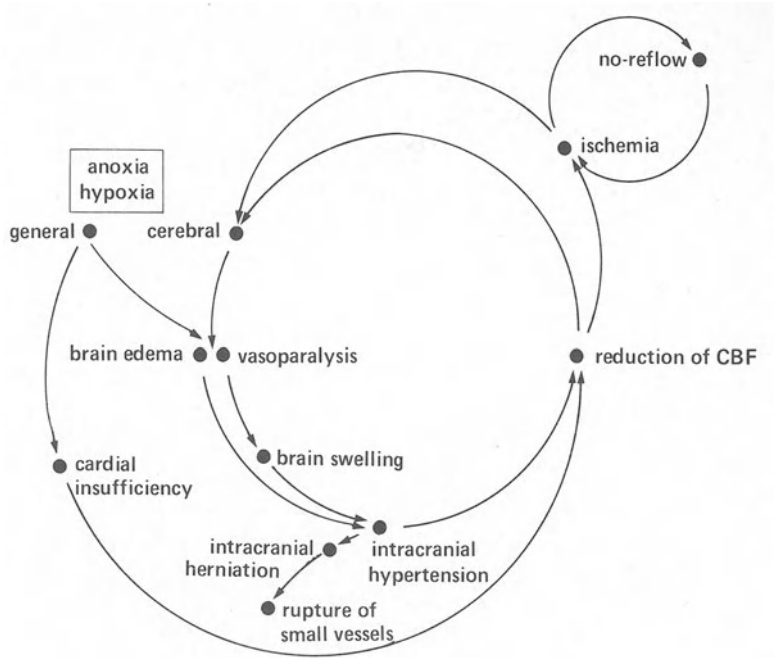 no-reflow
ischemia
anoxia
hypoxia
general
cerebral
brain edema
vasoparalysis
reduction of CBF
brain swelling
cardial
insufficiency
intracranial
herniation
intracranial
hypertension
rupture of
small vessels